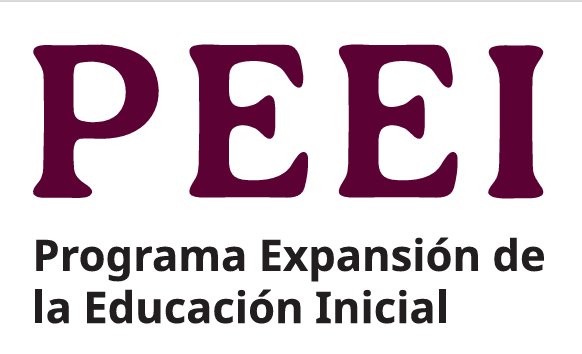 PEEI
Programa Expansión de
la Educación Inicial